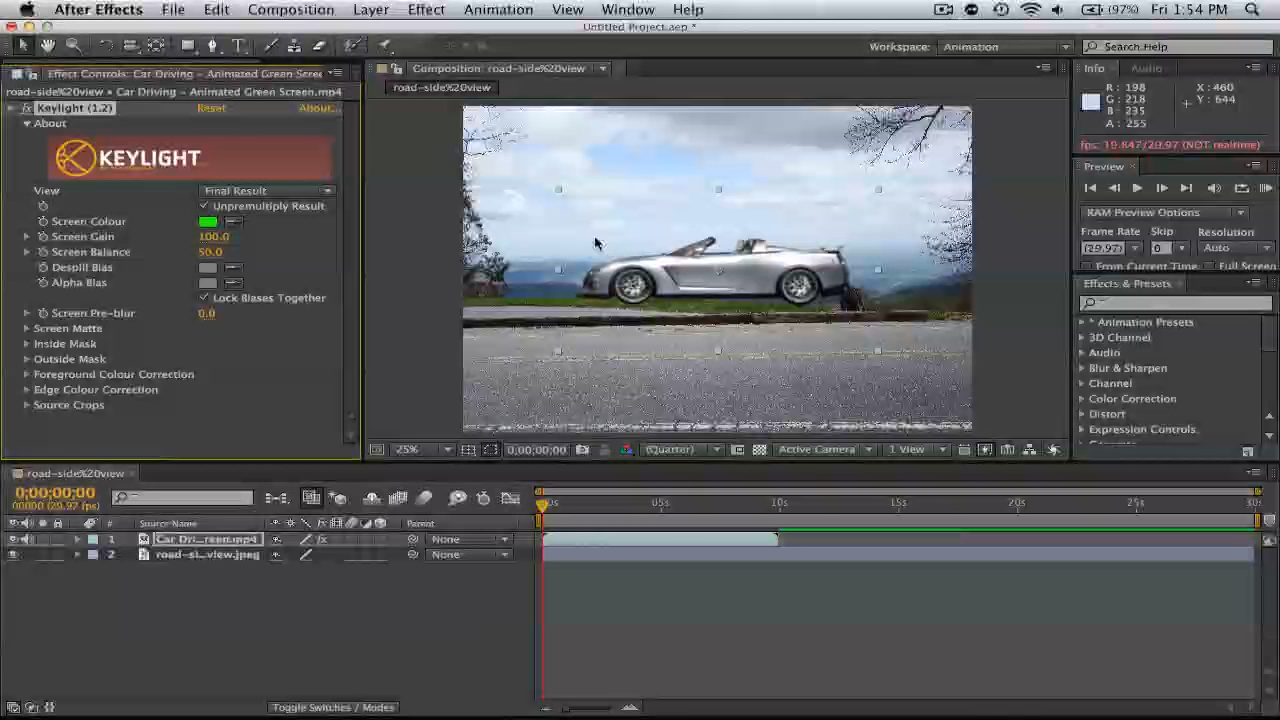 After Effects File Edit Composition Layer Effect Animation View Window Help (97%) Fri 1:54 PM
Untitled Project.aep *
Workspace: Animation Search Help
Effect Controls: Car Driving – Animated Green Scree
Composition: road-side%20view
Info Audio
road-side%20view • Car Driving – Animated Green Screen.mp4
road-side%20view
Keylight (1.2) Reset About...
About
KEYLIGHT
View Final Result
Unpremultiply Result
Screen Colour
Screen Gain 100.0
Screen Balance 50.0
Despill Bias
Alpha Bias
Lock Biases Together
Screen Pre-blur 0.0
Screen Matte
Inside Mask
Outside Mask
Foreground Colour Correction
Edge Colour Correction
Source Crops
R: 198
G: 218
B: 235
A: 255
X: 460
Y: 644
fps: 19.847/29.97 (NOT realtime)
Preview
RAM Preview Options
Frame Rate Skip Resolution
(29.97) 0 Auto
From Current Time Full Screen
Effects & Presets
* Animation Presets
3D Channel
Audio
Blur & Sharpen
Channel
Color Correction
Distort
Expression Controls
25% 0;00;00;00 (Quarter) Active Camera 1 View
road-side%20view
0;00;00;00
00000 (29.97 fps)
0s 05s 10s 15s 20s 25s 30s
# Source Name Parent
1 Car Dri...reen.mp4 fx None
2 road-si...view.jpeg None
Toggle Switches / Modes